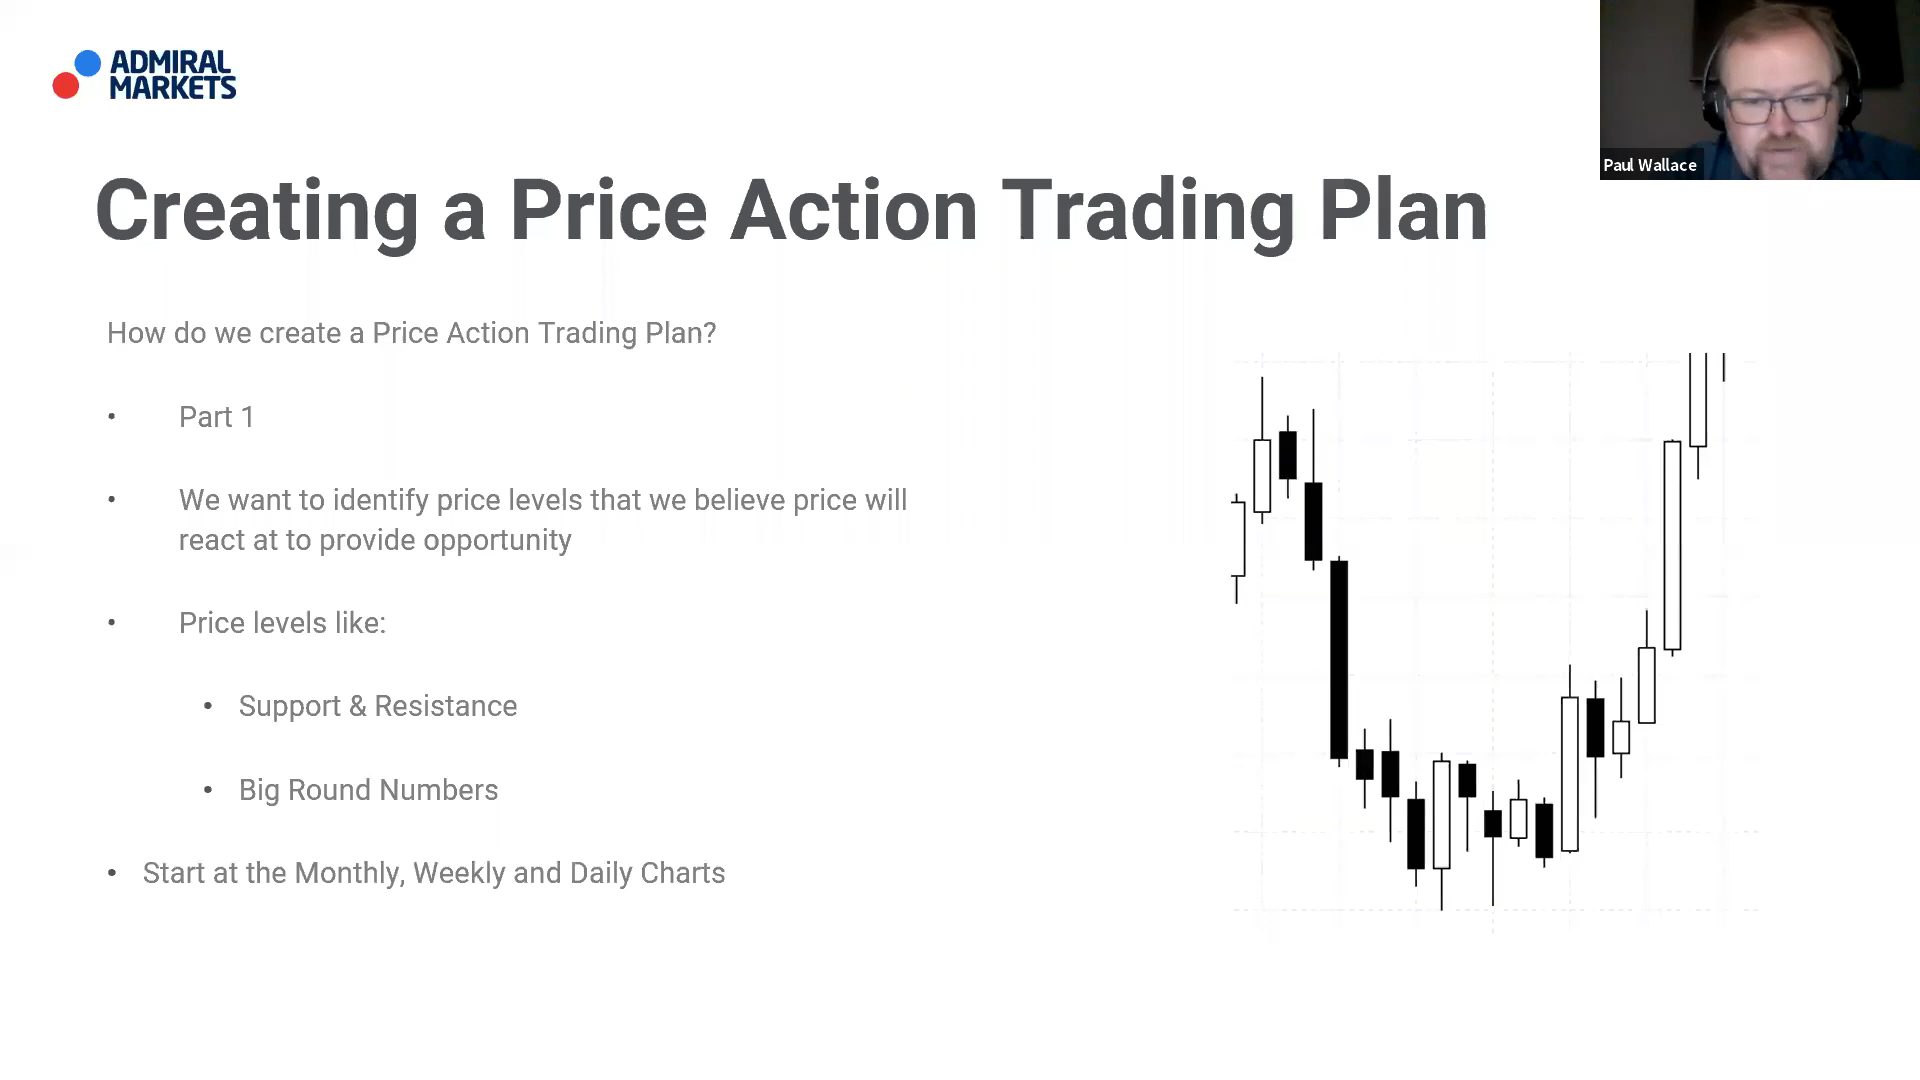 ADMIRAL
MARKETS
Paul Wallace
Creating a Price Action Trading Plan
How do we create a Price Action Trading Plan?
• Part 1
• We want to identify price levels that we believe price will
react at to provide opportunity
• Price levels like:
• Support & Resistance
• Big Round Numbers
• Start at the Monthly, Weekly and Daily Charts